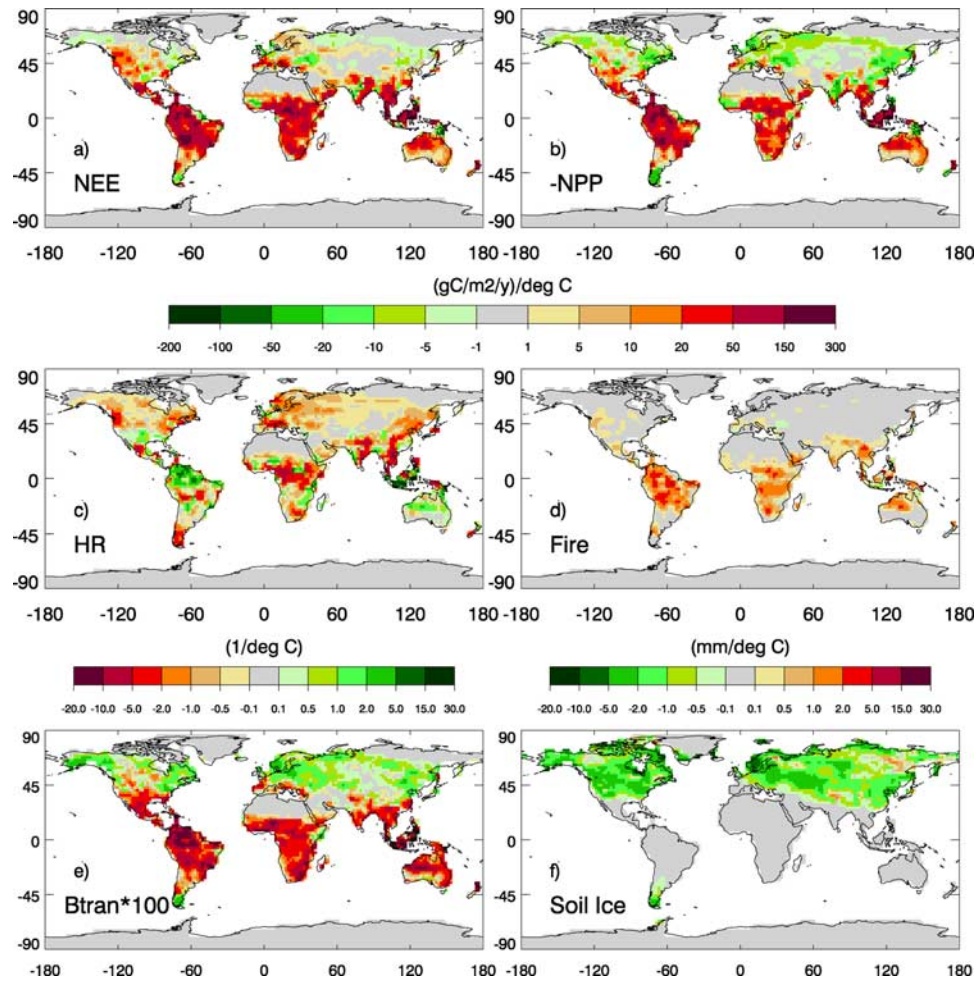 90 90
45 45
0 0
a) b)
-45 -45
NEE -NPP
-90 -90
-180 -120 -60 0 60 120 180 -180 -120 -60 0 60 120 180
(gC/m2/y)/deg C
-200 -100 -50 -20 -10 -5 -1 1 5 10 20 50 150 300
90 90
45 45
0 0
c) d)
-45 -45
HR Fire
-90 -90
-180 -120 -60 0 60 120 180 -180 -120 -60 0 60 120 180
(1/deg C) (mm/deg C)
-20.0 -10.0 -5.0 -2.0 -1.0 -0.5 -0.1 0.1 0.5 1.0 2.0 5.0 15.0 30.0 -20.0 -10.0 -5.0 -2.0 -1.0 -0.5 -0.1 0.1 0.5 1.0 2.0 5.0 15.0 30.0
90 90
45 45
0 0
e) f)
-45 -45
Btran*100 Soil Ice
-90 -90
-180 -120 -60 0 60 120 180 -180 -120 -60 0 60 120 180